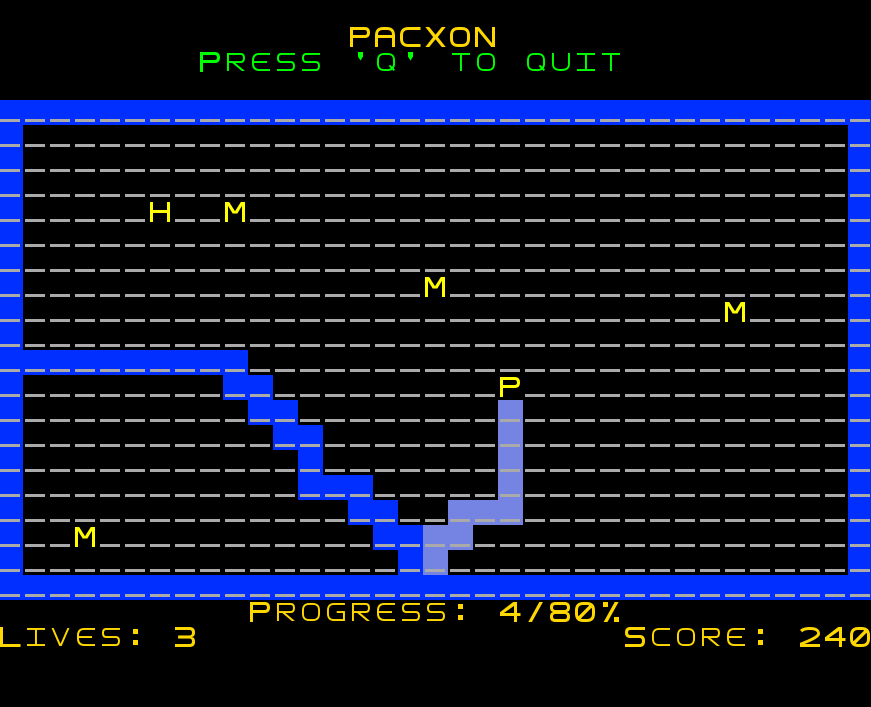 PACXON
PRESS 'Q' TO QUIT
H M
M
M
P
M
PROGRESS: 4/80%
LIVES: 3 SCORE: 240